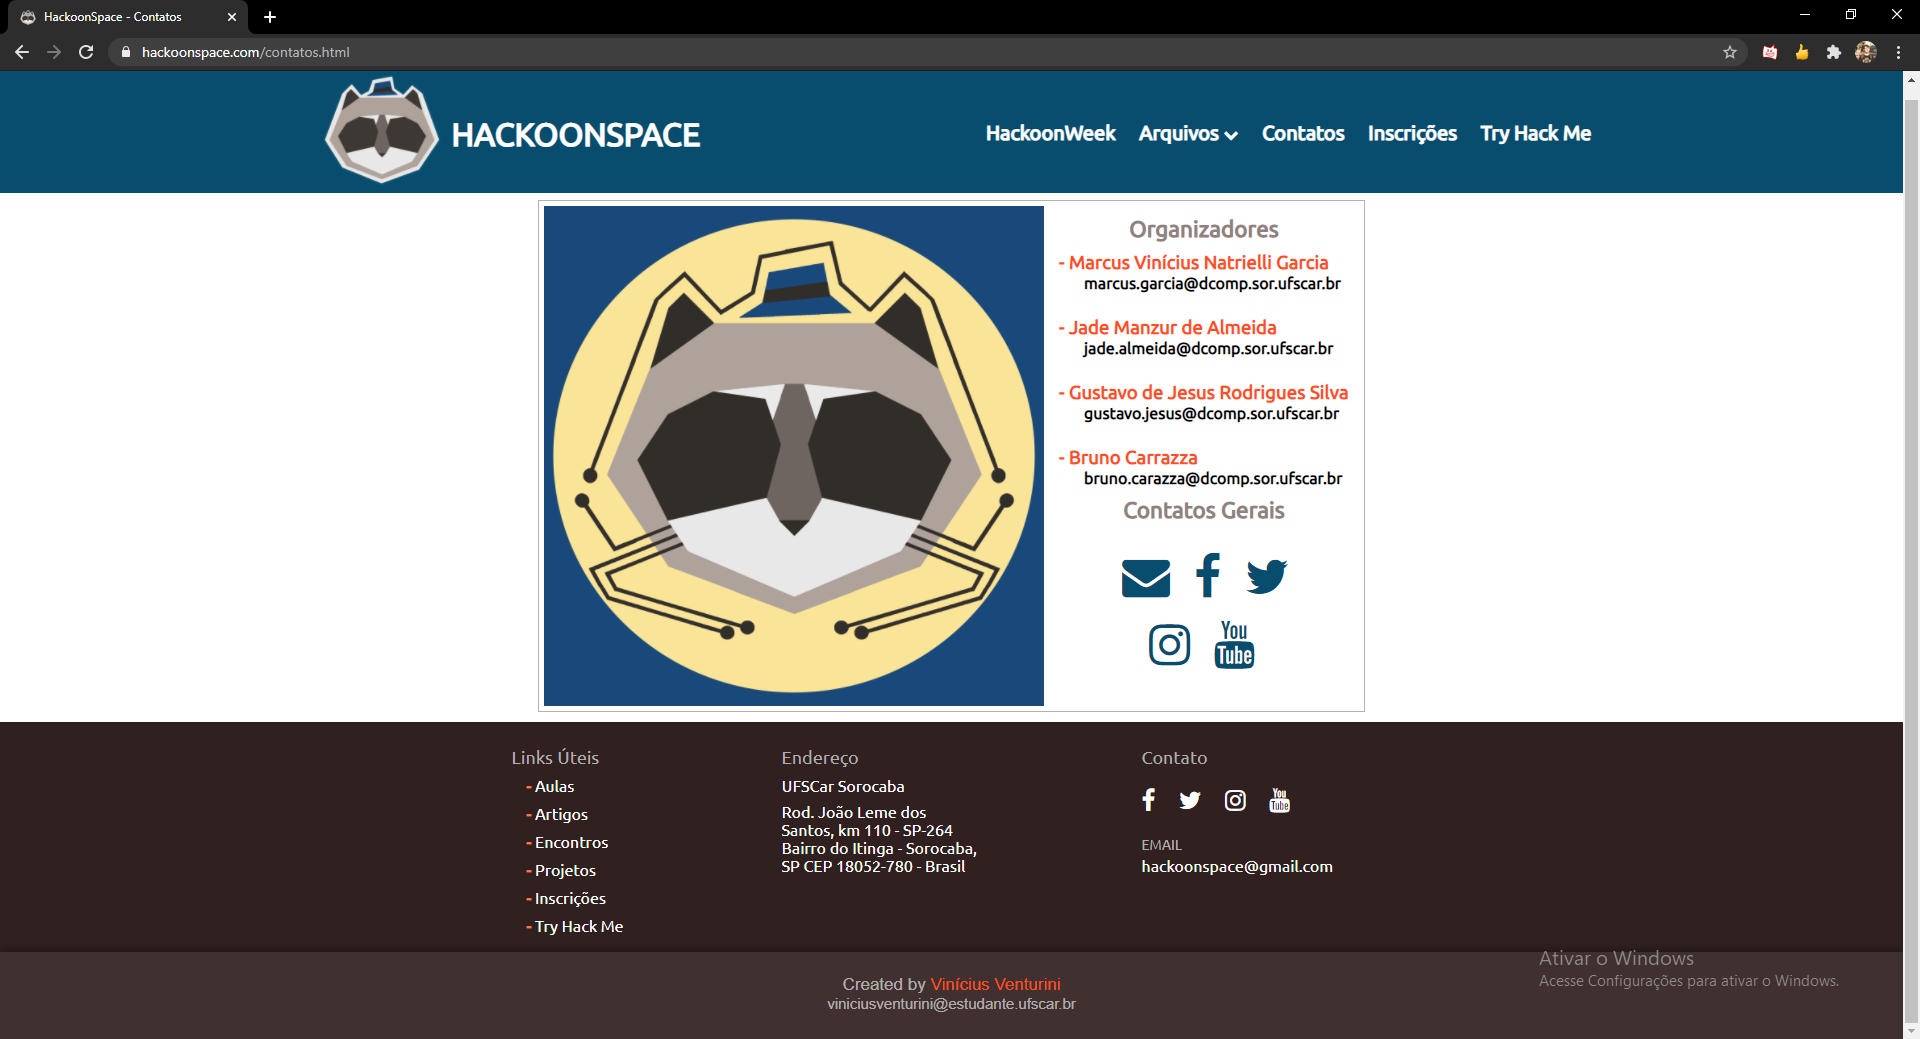 HackoonSpace - Contatos
hackoonspace.com/contatos.html
HACKOONSPACE
HackoonWeek Arquivos Contatos Inscrições Try Hack Me
Organizadores
- Marcus Vinícius Natrielli Garcia
marcus.garcia@dcomp.sor.ufscar.br
- Jade Manzur de Almeida
jade.almeida@dcomp.sor.ufscar.br
- Gustavo de Jesus Rodrigues Silva
gustavo.jesus@dcomp.sor.ufscar.br
- Bruno Carrazza
bruno.carazza@dcomp.sor.ufscar.br
Contatos Gerais
You
Tube
Links Úteis
- Aulas
- Artigos
- Encontros
- Projetos
- Inscrições
- Try Hack Me
Endereço
UFSCar Sorocaba
Rod. João Leme dos
Santos, km 110 - SP-264
Bairro do Itinga - Sorocaba,
SP CEP 18052-780 - Brasil
Contato
You
Tube
EMAIL
hackoonspace@gmail.com
Created by Vinícius Venturini
viniciusventurini@estudante.ufscar.br
Ativar o Windows
Acesse Configurações para ativar o Windows.